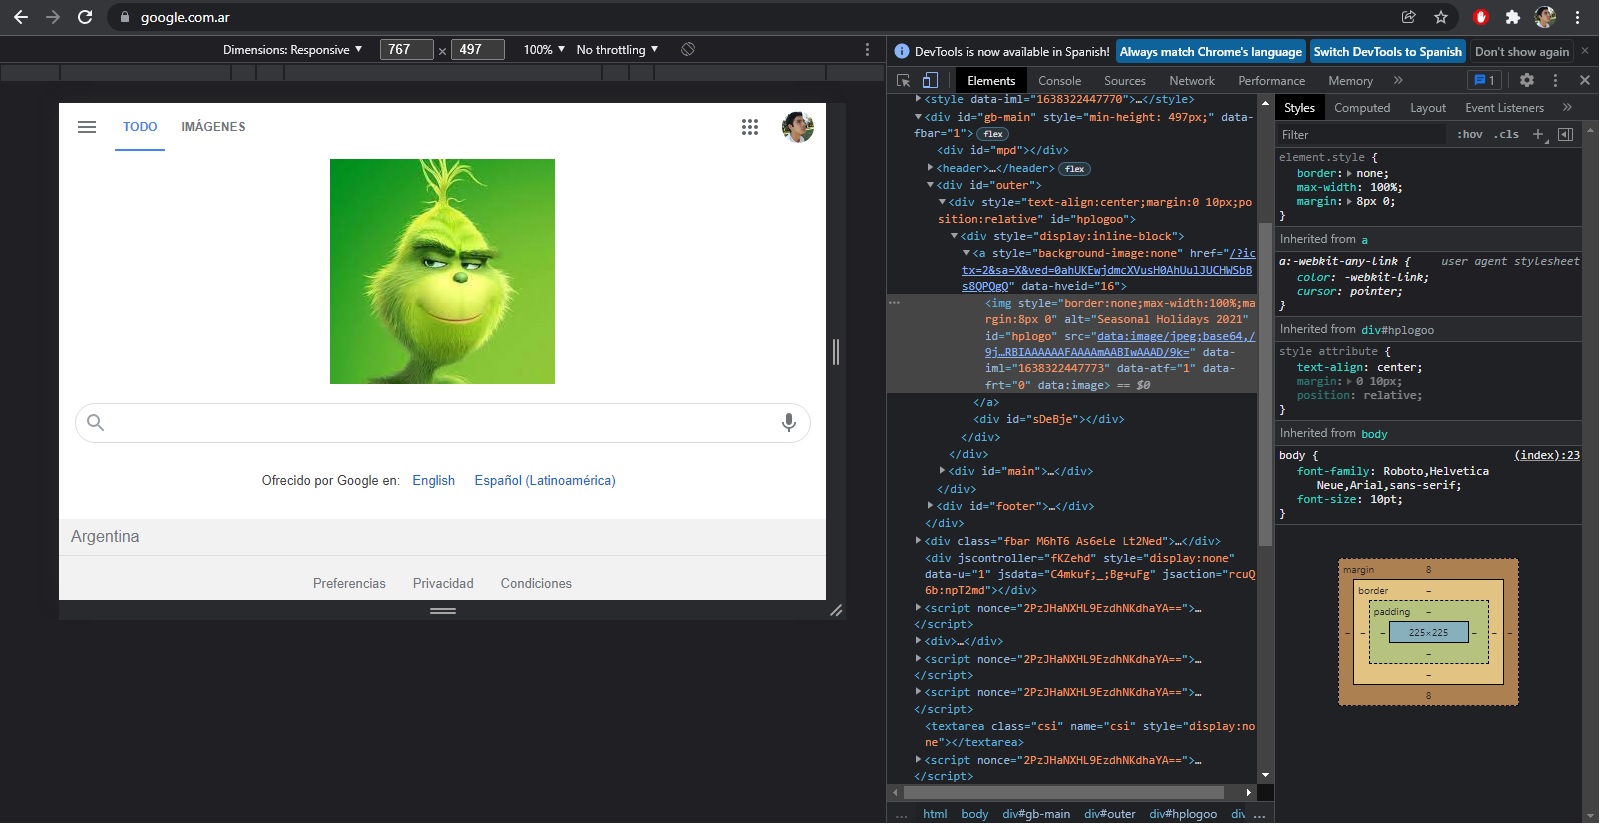 google.com.ar
Dimensions: Responsive ▼ 767 × 497 100% ▼ No throttling ▼
TODO IMÁGENES
Ofrecido por Google en: English Español (Latinoamérica)
Argentina
Preferencias Privacidad Condiciones
DevTools is now available in Spanish! Always match Chrome's language Switch DevTools to Spanish Don't show again ×
Elements Console Sources Network Performance Memory » 1
▶<style data-iml="1638322447770">…</style>
▼<div id="gb-main" style="min-height: 497px;" data-
fbar="1"> flex
<div id="mpd"></div>
▶<header>…</header> flex
▼<div id="outer">
▼<div style="text-align:center;margin:0 10px;po
sition:relative" id="hplogoo">
▼<div style="display:inline-block">
▼<a style="background-image:none" href="/?ic
tx=2&sa=X&ved=0ahUKEwjdmcXVusH0AhUulJUCHWSbB
s8QPQgQ" data-hveid="16">
<img style="border:none;max-width:100%;ma
rgin:8px 0" alt="Seasonal Holidays 2021"
id="hplogo" src="data:image/jpeg;base64,/
9j…RBIAAAAAAFAAAAmAABIwAAAD/9k=" data-
iml="1638322447773" data-atf="1" data-
frt="0" data:image> == $0
</a>
<div id="sDeBje"></div>
</div>
</div>
▶<div id="main">…</div>
</div>
▶<div id="footer">…</div>
</div>
▶<div class="fbar M6hT6 As6eLe Lt2Ned">…</div>
<div jscontroller="fKZehd" style="display:none"
data-u="1" jsdata="C4mkuf;_;Bg+uFg" jsaction="rcuQ
6b:npT2md"></div>
▶<script nonce="2PzJHaNXHL9EzdhNKdhaYA==">…
</script>
▶<div>…</div>
▶<script nonce="2PzJHaNXHL9EzdhNKdhaYA==">…
</script>
▶<script nonce="2PzJHaNXHL9EzdhNKdhaYA==">…
</script>
<textarea class="csi" name="csi" style="display:no
ne"></textarea>
▶<script nonce="2PzJHaNXHL9EzdhNKdhaYA==">…
</script>
… html body div#gb-main div#outer div#hplogoo div …
Styles Computed Layout Event Listeners »
Filter :hov .cls +
element.style {
border:▶ none;
max-width: 100%;
margin:▶ 8px 0;
}
Inherited from a
a:-webkit-any-link { user agent stylesheet
color: -webkit-link;
cursor: pointer;
}
Inherited from div#hplogoo
style attribute {
text-align: center;
margin:▶ 0 10px;
position: relative;
}
Inherited from body
body { (index):23
font-family: Roboto,Helvetica
Neue,Arial,sans-serif;
font-size: 10pt;
}
margin 8
border –
padding –
– – – 225×225 – – –
–
–
8